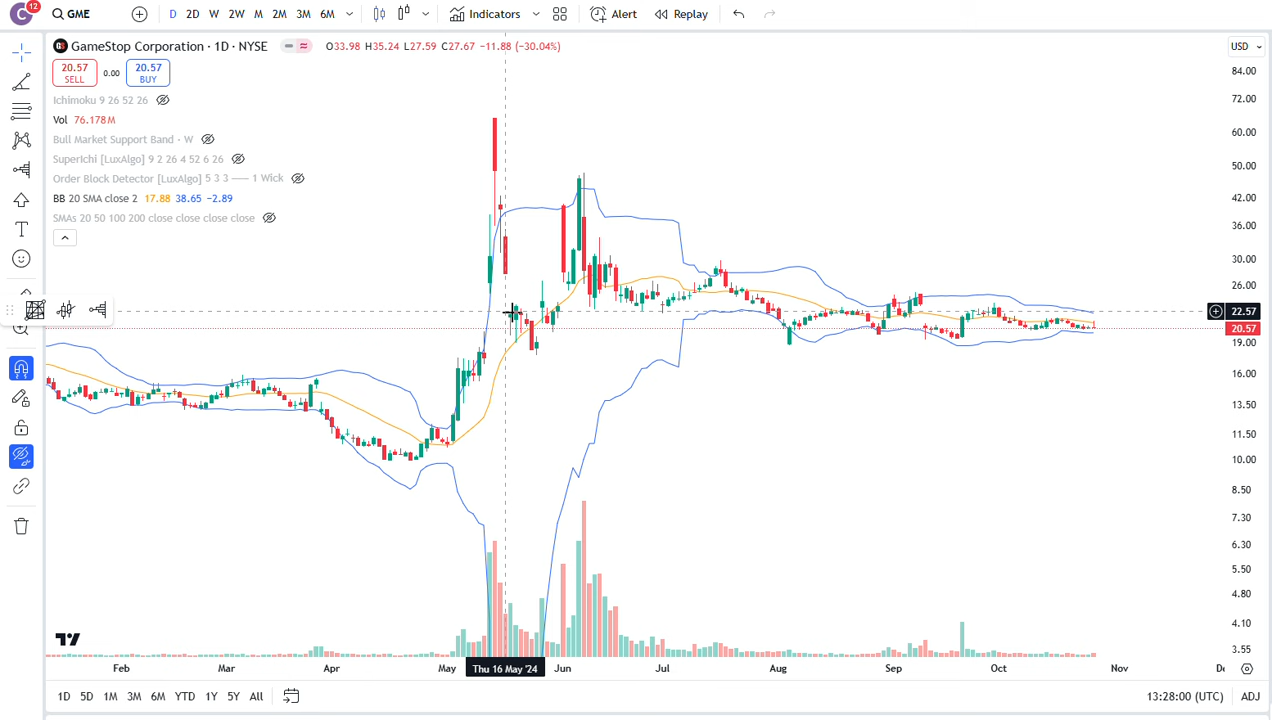 C 12 GME D 2D W 2W M 2M 3M 6M Indicators Alert Replay
GS GameStop Corporation · 1D · NYSE O33.98 H35.24 L27.59 C27.67 −11.88 (−30.04%) USD
20.57 SELL 0.00 20.57 BUY
Ichimoku 9 26 52 26
Vol 76.178M
Bull Market Support Band · W
SuperIchi [LuxAlgo] 9 2 26 4 52 6 26
Order Block Detector [LuxAlgo] 5 3 3 —— 1 Wick
BB 20 SMA close 2 17.88 38.65 −2.89
SMAs 20 50 100 200 close close close close
84.00
72.00
60.00
50.00
42.00
36.00
30.00
26.00
22.57
20.57
19.00
16.00
13.50
11.50
10.00
8.50
7.30
6.30
5.50
4.80
4.10
3.55
Feb Mar Apr May Thu 16 May '24 Jun Jul Aug Sep Oct Nov De
1D 5D 1M 3M 6M YTD 1Y 5Y All 13:28:00 (UTC) ADJ